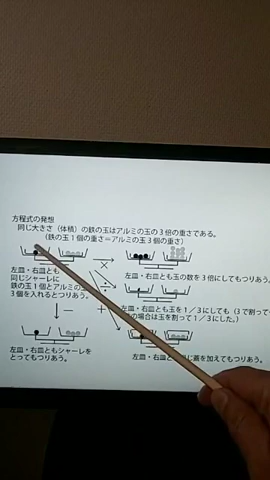 方程式の発想
同じ大きさ（体積）の鉄の玉はアルミの玉の３倍の重さである。
（鉄の玉１個の重さ＝アルミの玉３個の重さ）
×
左皿・右皿とも玉の数を３倍にしてもつりあう。
左皿・右皿とも
同じシャーレに
鉄の玉１個とアルミの
３個を入れるとつりあう。
÷
左皿・右皿とも玉を１／３にしても（３で割って
の場合は玉を割って１／３にした。）
－
＋
左皿・右皿ともシャーレを
とってもつりあう。
左皿・右皿とも 蓋を加えてもつりあう。